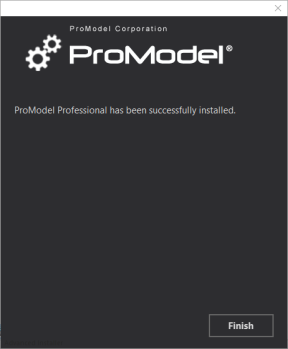 ProModel Corporation
ProModel®
ProModel Professional has been successfully installed.
Finish